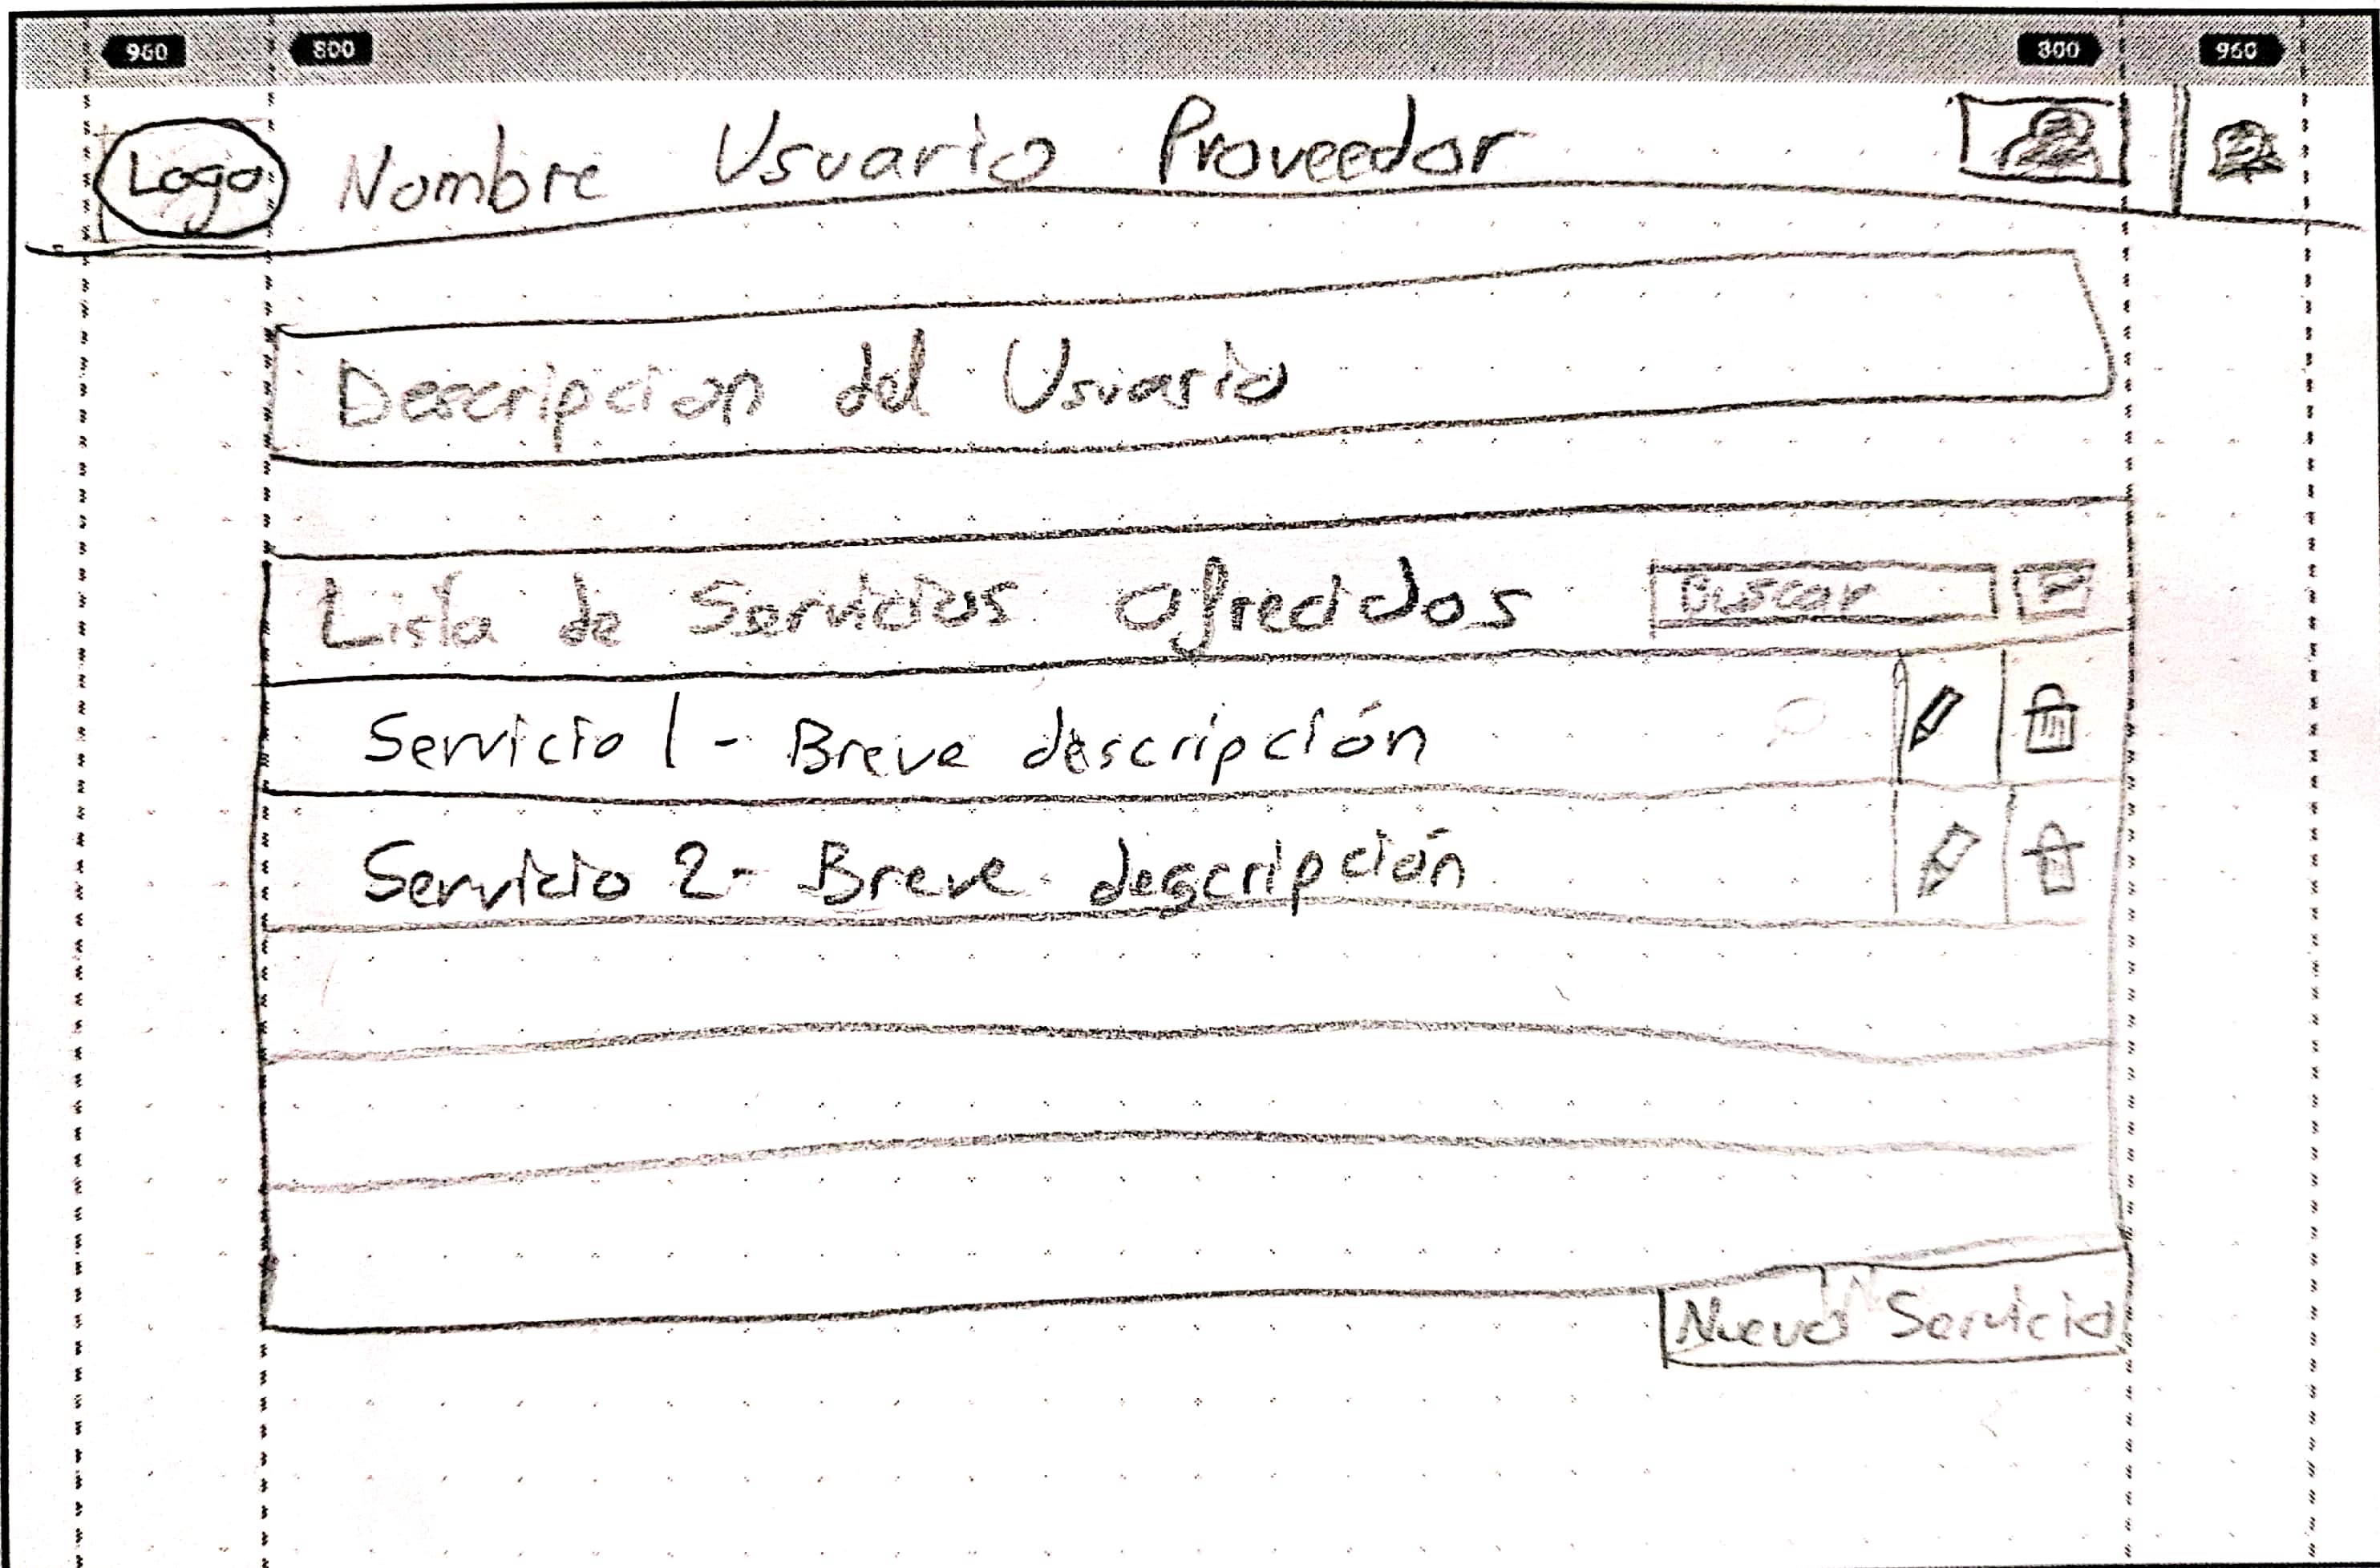 960 800 800 960
Logo Nombre Usuario Proveedor
Descripcion del Usuario
Lista de Servicios ofrecidos Buscar
Servicio 1 - Breve descripción
Servicio 2 - Breve descripción
Nuevo Servicio